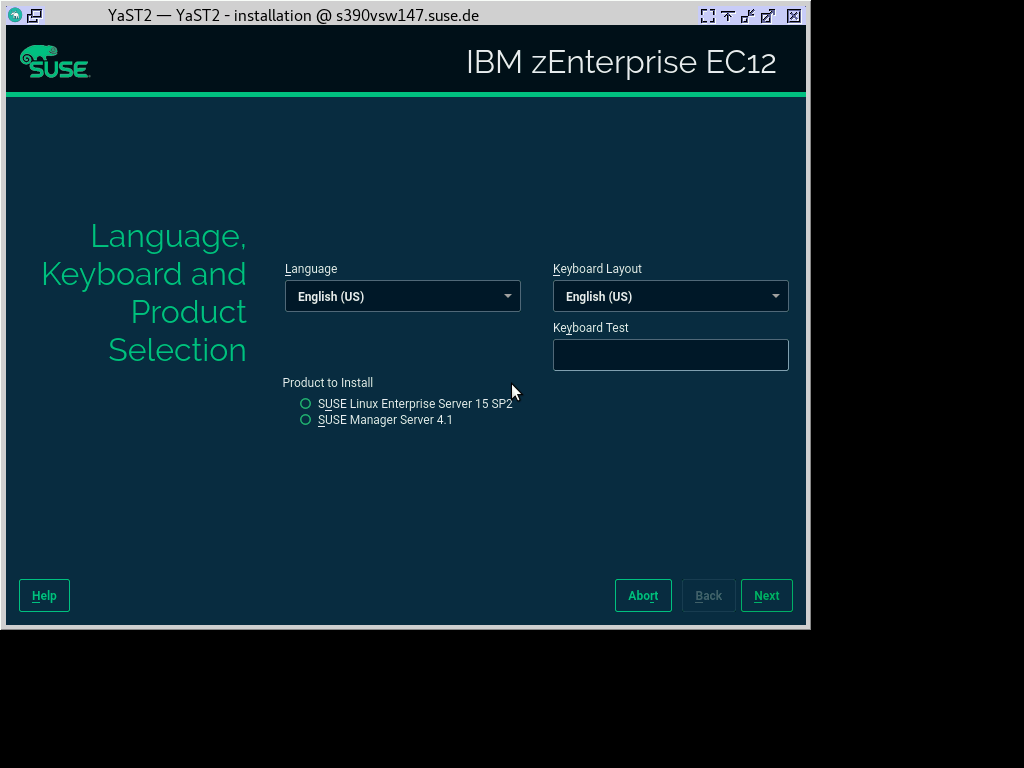 YaST2 — YaST2 - installation @ s390vsw147.suse.de
SUSE
IBM zEnterprise EC12
Language,
Keyboard and
Product
Selection
Language
Keyboard Layout
English (US)
English (US)
Keyboard Test
Product to Install
SUSE Linux Enterprise Server 15 SP2
SUSE Manager Server 4.1
Help
Abort
Back
Next